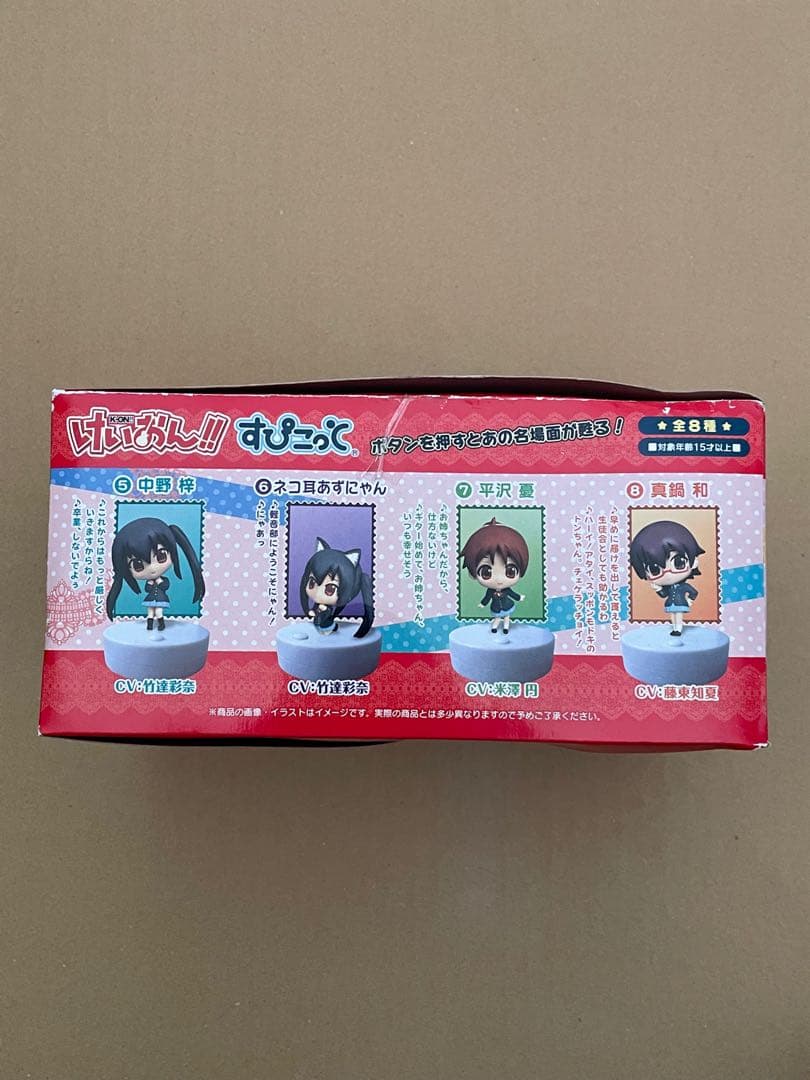 K-ON!!
けいおん!!
すぴこっと®
ボタンを押すとあの名場面が甦る！
★全8種★
■対象年齢15才以上■
⑤中野 梓
♪これからはもっと厳しく
いきますからね！
♪卒業、しないでよぅ
CV:竹達彩奈
⑥ネコ耳あずにゃん
♪軽音部にようこそにゃん！
♪にゃあっ
CV:竹達彩奈
⑦平沢 憂
♪お姉ちゃんだから、
仕方ないけど
♪ギター始めてお姉ちゃん、
いつも幸せそう
CV:米澤 円
⑧真鍋 和
♪早めに届けを出して貰えると
生徒会としても助かるわ
♪ハーイ、アタイ、スッポンモドキの
トンちゃん。チェケラッチョイ！
CV:藤東知夏
※商品の画像・イラストはイメージです。実際の商品とは多少異なりますので予めご了承ください。